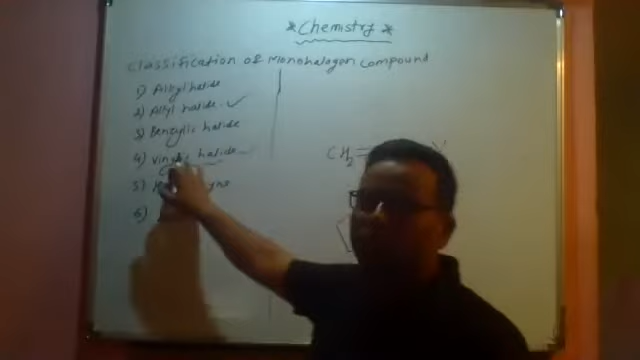 * Chemistry *
Classification of Monohalogen Compound
1) Alkyl halide
2) Allyl halide ✓
3) Benzylic halide
4) Vinylic halide
5)
6)
CH₂=